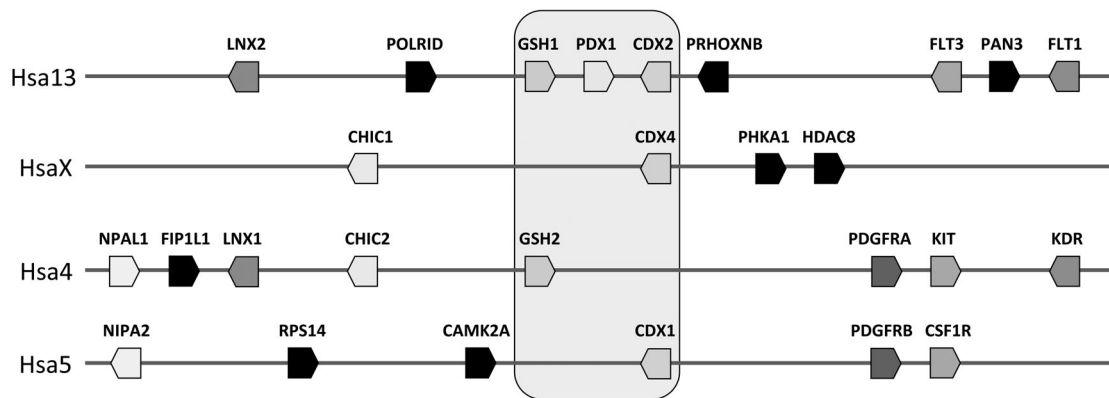 LNX2 POLRID GSH1 PDX1 CDX2 PRHOXNB FLT3 PAN3 FLT1
Hsa13
CHIC1 CDX4 PHKA1 HDAC8
HsaX
NPAL1 FIP1L1 LNX1 CHIC2 GSH2 PDGFRA KIT KDR
Hsa4
NIPA2 RPS14 CAMK2A CDX1 PDGFRB CSF1R
Hsa5